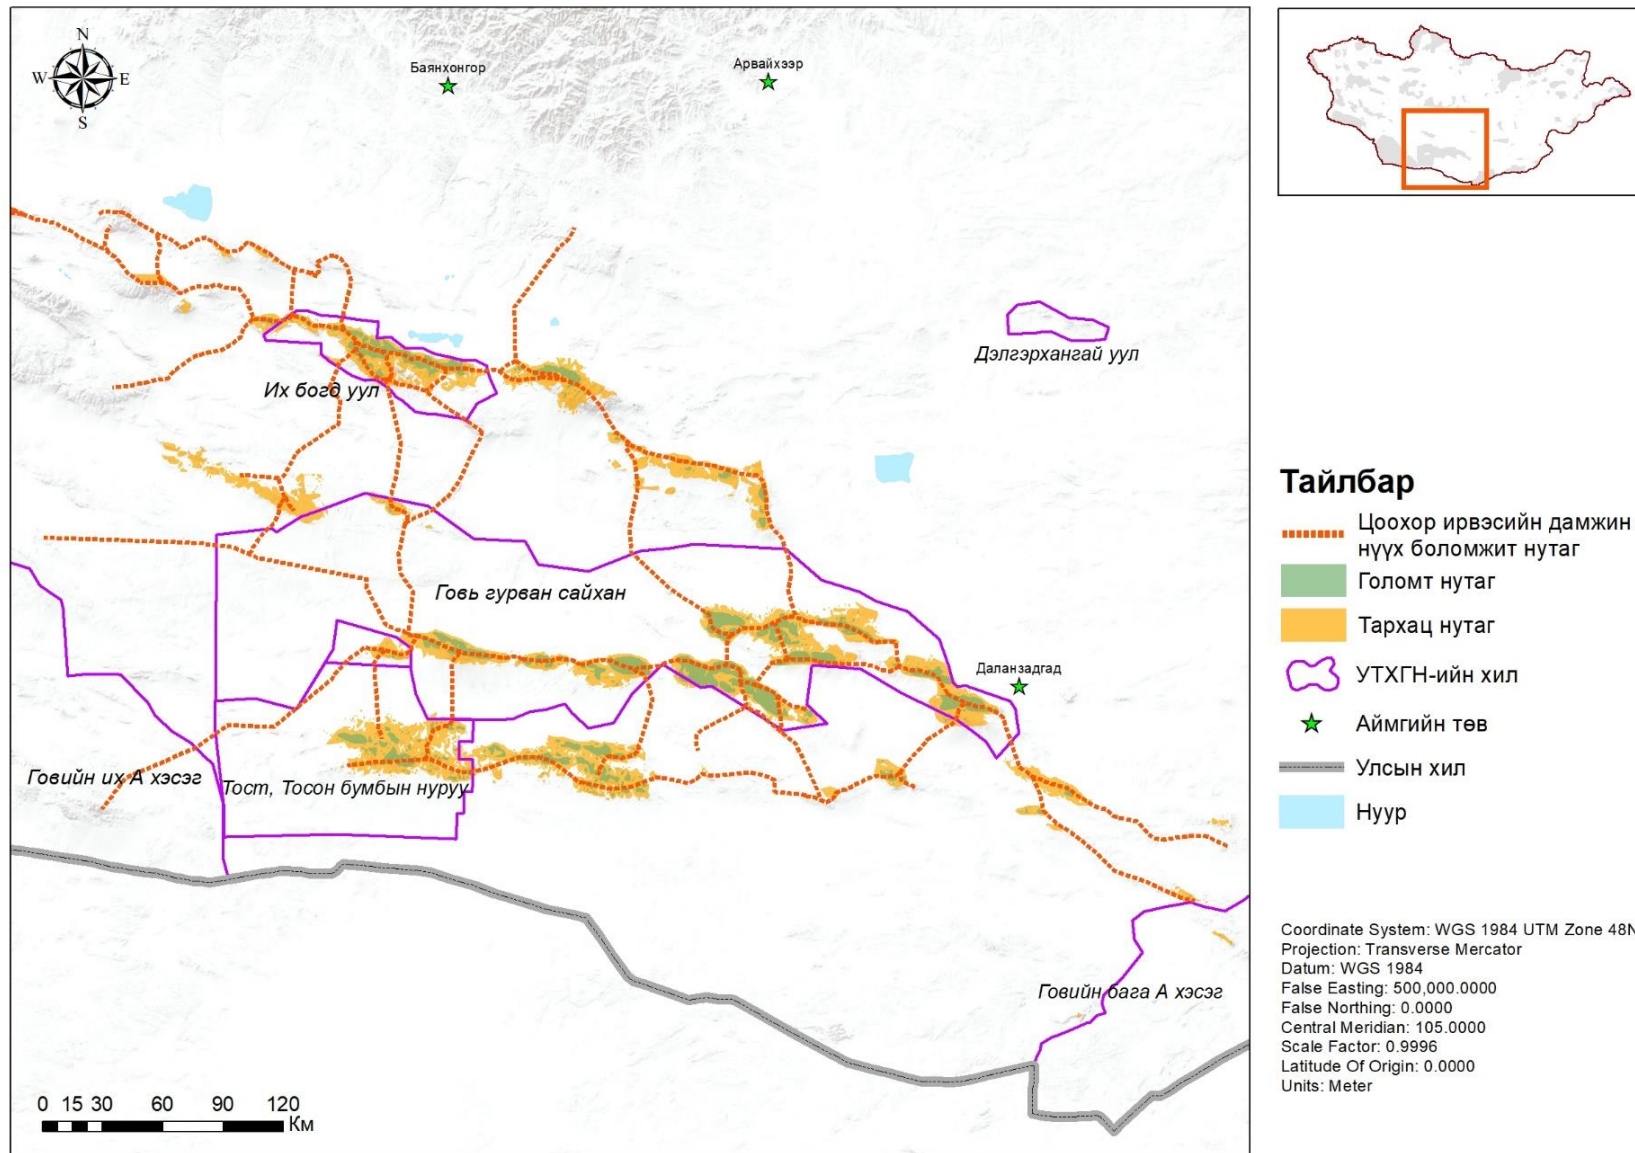 N
W E
S
Баянхонгор
Арвайхээр
Дэлгэрхангай уул
Их богд уул
Говь гурван сайхан
Даланзадгад
Говийн их А хэсэг
Тост, Тосон бумбын нуруу
Говийн бага А хэсэг
0 15 30 60 90 120
Км
Тайлбар
Цоохор ирвэсийн дамжин
нүүх боломжит нутаг
Голомт нутаг
Тархац нутаг
УТХГН-ийн хил
Аймгийн төв
Улсын хил
Нуур
Coordinate System: WGS 1984 UTM Zone 48N
Projection: Transverse Mercator
Datum: WGS 1984
False Easting: 500,000.0000
False Northing: 0.0000
Central Meridian: 105.0000
Scale Factor: 0.9996
Latitude Of Origin: 0.0000
Units: Meter